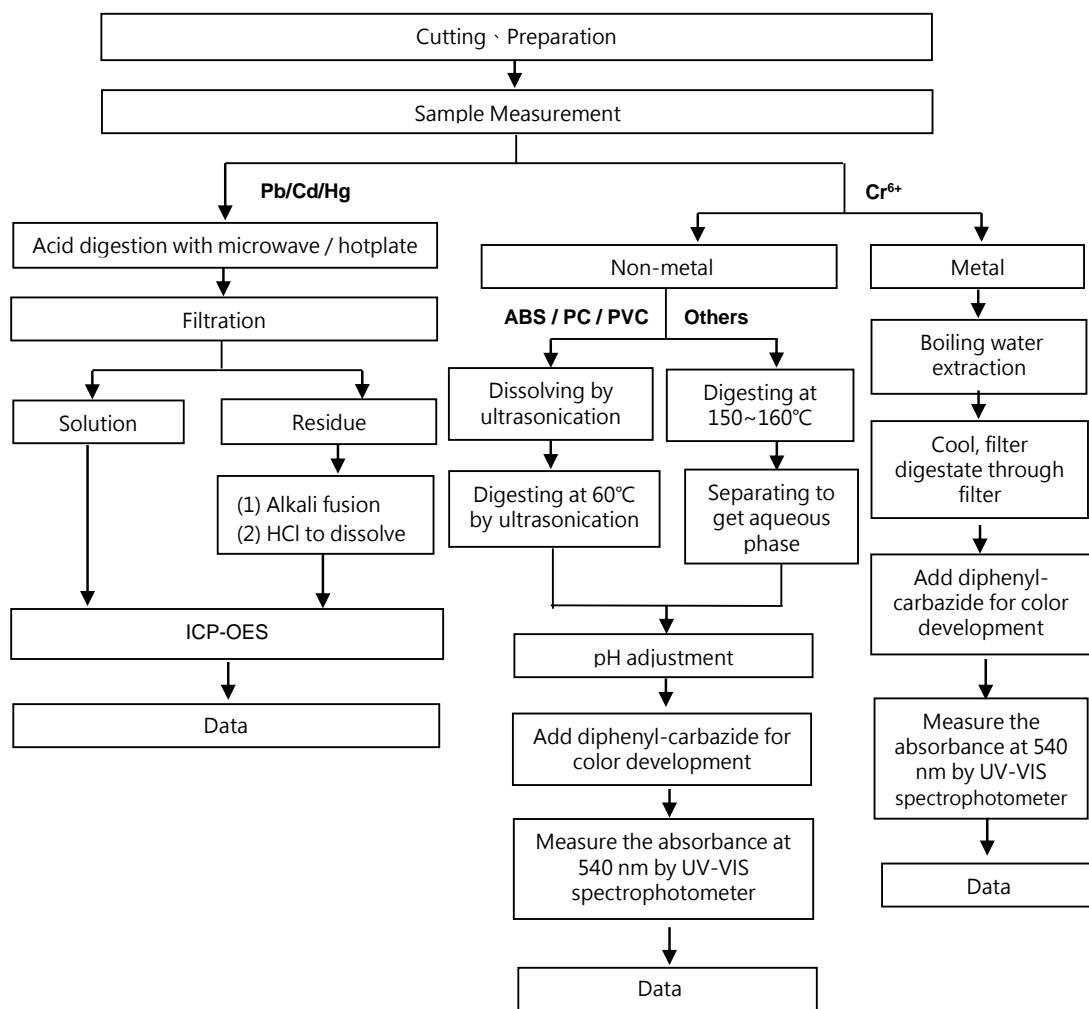 Cutting、Preparation
Sample Measurement
Pb/Cd/Hg
Acid digestion with microwave / hotplate
Filtration
Solution
Residue
(1) Alkali fusion
(2) HCl to dissolve
ICP-OES
Data
Cr⁶⁺
Non-metal
ABS / PC / PVC
Others
Dissolving by
ultrasonication
Digesting at 60℃
by ultrasonication
Digesting at
150~160℃
Separating to
get aqueous
phase
pH adjustment
Add diphenyl-carbazide for
color development
Measure the absorbance at
540 nm by UV-VIS
spectrophotometer
Data
Metal
Boiling water
extraction
Cool, filter
digestate through
filter
Add diphenyl-
carbazide for color
development
Measure the
absorbance at 540
nm by UV-VIS
spectrophotometer
Data